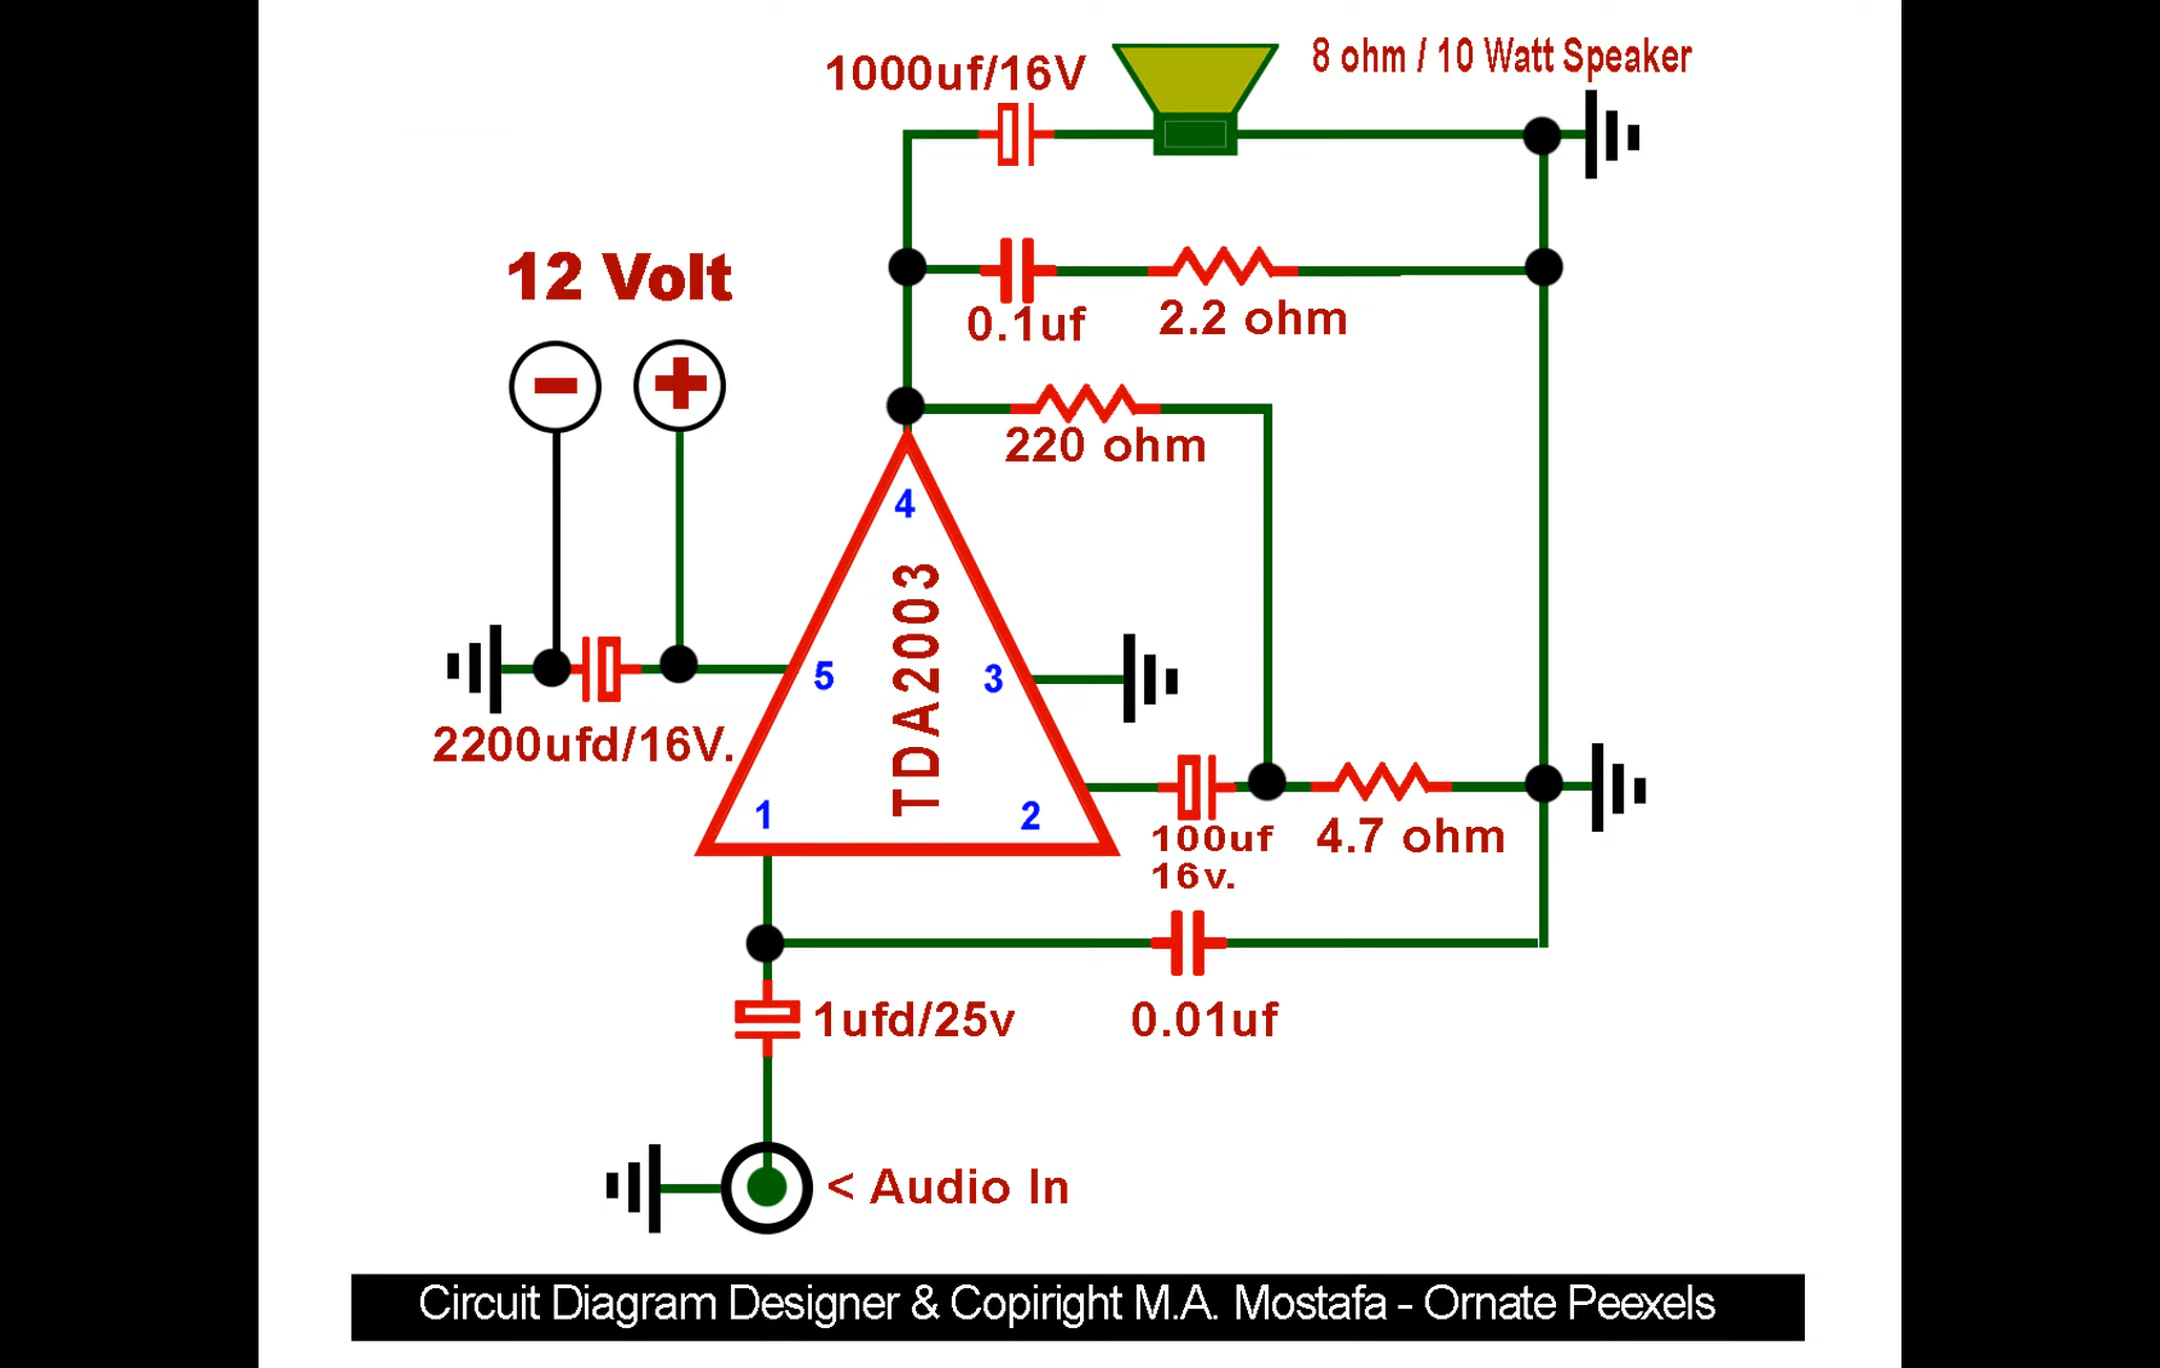 1000uf/16V
8 ohm / 10 Watt Speaker
12 Volt
0.1uf
2.2 ohm
220 ohm
4
TDA2003
5
3
2200ufd/16V.
1
2
100uf
16v.
4.7 ohm
1ufd/25v
0.01uf
< Audio In
Circuit Diagram Designer & Copiright M.A. Mostafa - Ornate Peexels